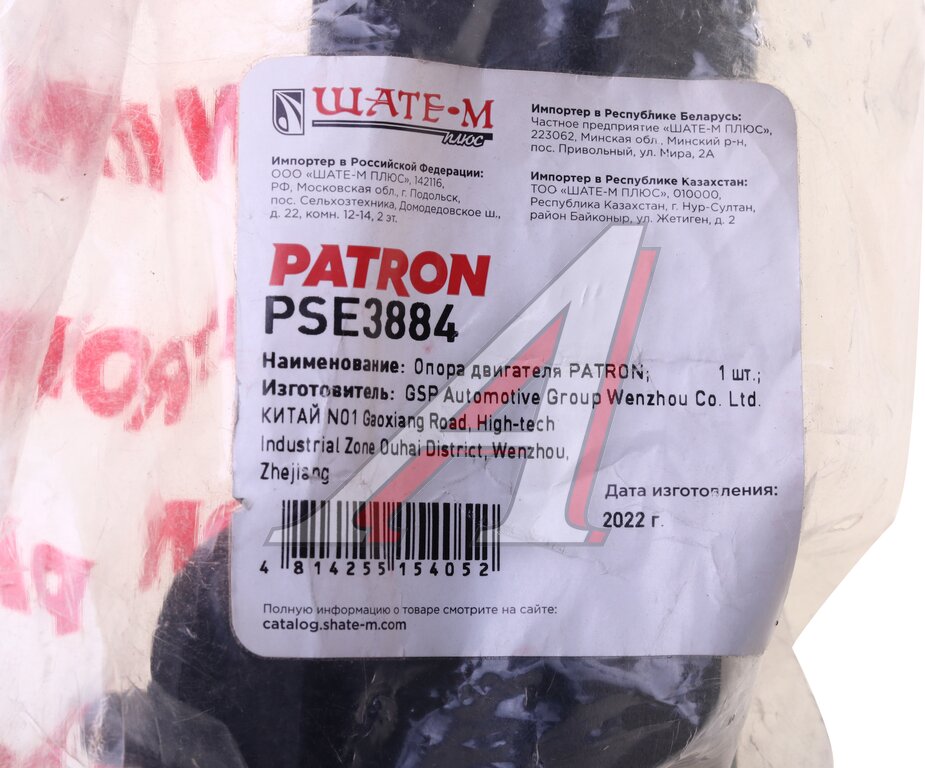 ШАТЕ-М
плюс
Импортер в Российской Федерации:
ООО «ШАТЕ-М ПЛЮС», 142116,
РФ, Московская обл., г. Подольск,
пос. Сельхозтехника, Домодедовское ш.,
д. 22, комн. 12-14, 2 эт.
Импортер в Республике Беларусь:
Частное предприятие «ШАТЕ-М ПЛЮС»,
223062, Минская обл., Минский р-н,
пос. Привольный, ул. Мира, 2А
Импортер в Республике Казахстан:
ТОО «ШАТЕ-М ПЛЮС», 010000,
Республика Казахстан, г. Нур-Султан,
район Байконыр, ул. Жетиген, д. 2
PATRON
PSE3884
Наименование: Опора двигателя PATRON; 1 шт.;
Изготовитель: GSP Automotive Group Wenzhou Co. Ltd.
КИТАЙ NO1 Gaoxiang Road, High-tech
Industrial Zone Ouhai District, Wenzhou,
Zhejiang
Дата изготовления:
2022 г.
4 814255 154052
Полную информацию о товаре смотрите на сайте:
catalog.shate-m.com